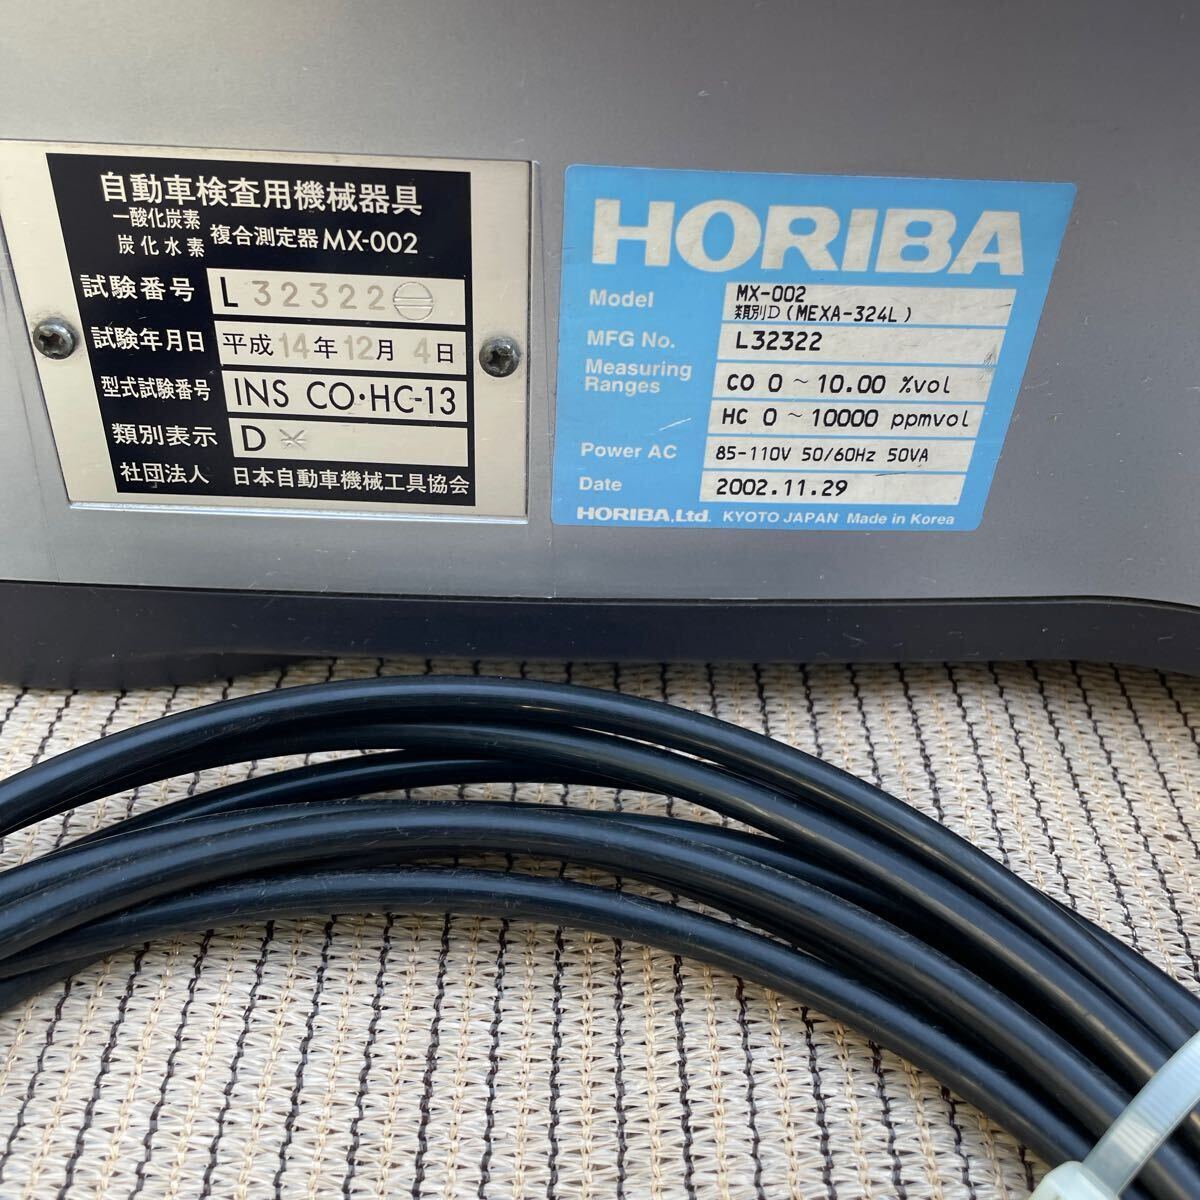 自動車検査用機械器具
一酸化炭素
炭化水素 複合測定器 MX-002
試験番号 L32322
試験年月日 平成14年12月4日
型式試験番号 INS CO・HC-13
類別表示 D
社団法人 日本自動車機械工具協会
HORIBA
Model MX-002
類別D (MEXA-324L)
MFG No. L32322
Measuring Ranges CO 0 ~ 10.00 %vol
HC 0 ~ 10000 ppmvol
Power AC 85-110V 50/60Hz 50VA
Date 2002.11.29
HORIBA,Ltd. KYOTO JAPAN Made in Korea